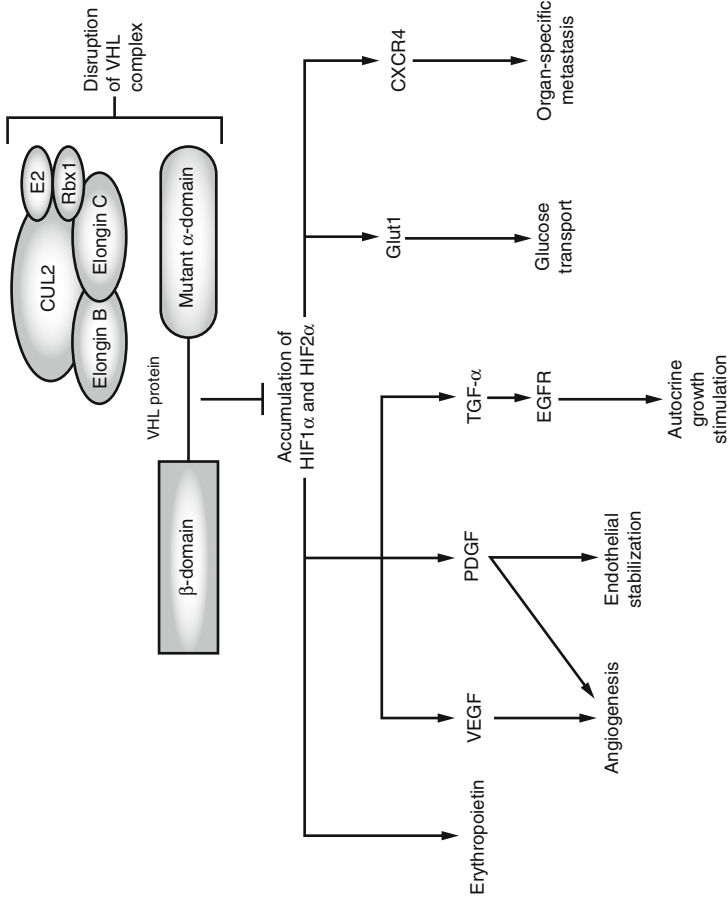 Disruption
of VHL
complex
E2
Rbx1
CUL2
Elongin C
Elongin B
VHL protein
β-domain
Mutant α-domain
Accumulation of
HIF1α and HIF2α
Erythropoietin
VEGF
PDGF
TGF-α
EGFR
Glut1
CXCR4
Angiogenesis
Endothelial
stabilization
Autocrine
growth
stimulation
Glucose
transport
Organ-specific
metastasis